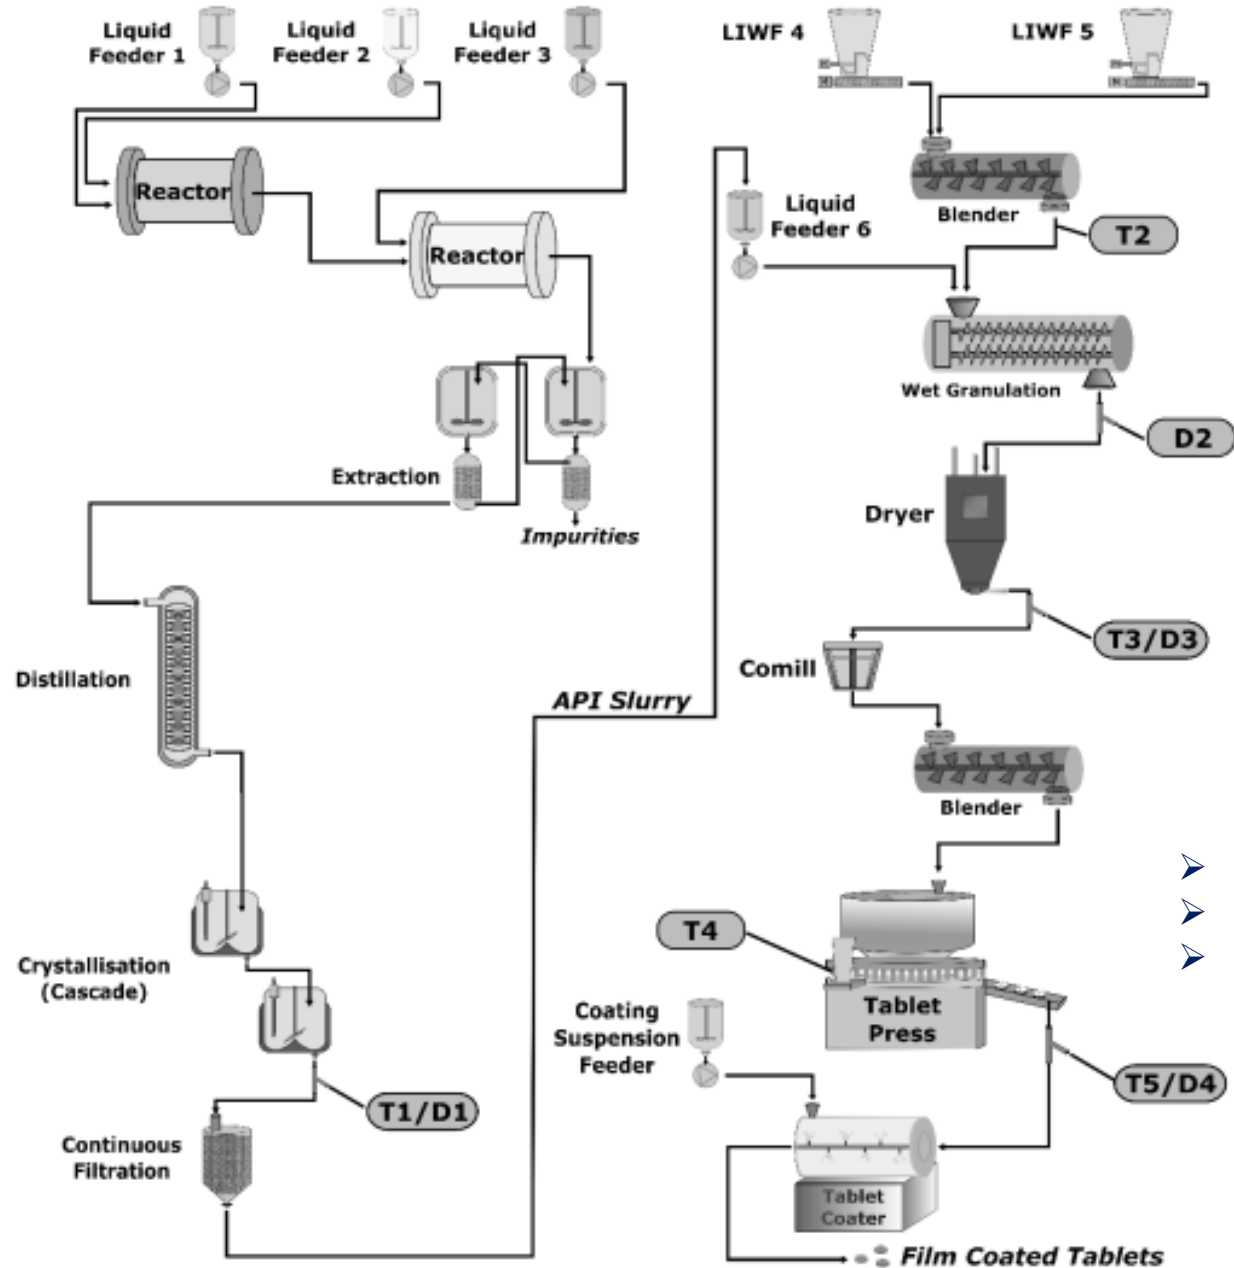 Liquid
Feeder 1
Liquid
Feeder 2
Liquid
Feeder 3
LIWF 4
LIWF 5
Reactor
Reactor
Liquid
Feeder 6
Blender
T2
Wet Granulation
D2
Extraction
Impurities
Dryer
T3/D3
Comill
Distillation
API Slurry
Blender
T4
Crystallisation
(Cascade)
Tablet
Press
Coating
Suspension
Feeder
T5/D4
T1/D1
Continuous
Filtration
Tablet
Coater
Film Coated Tablets